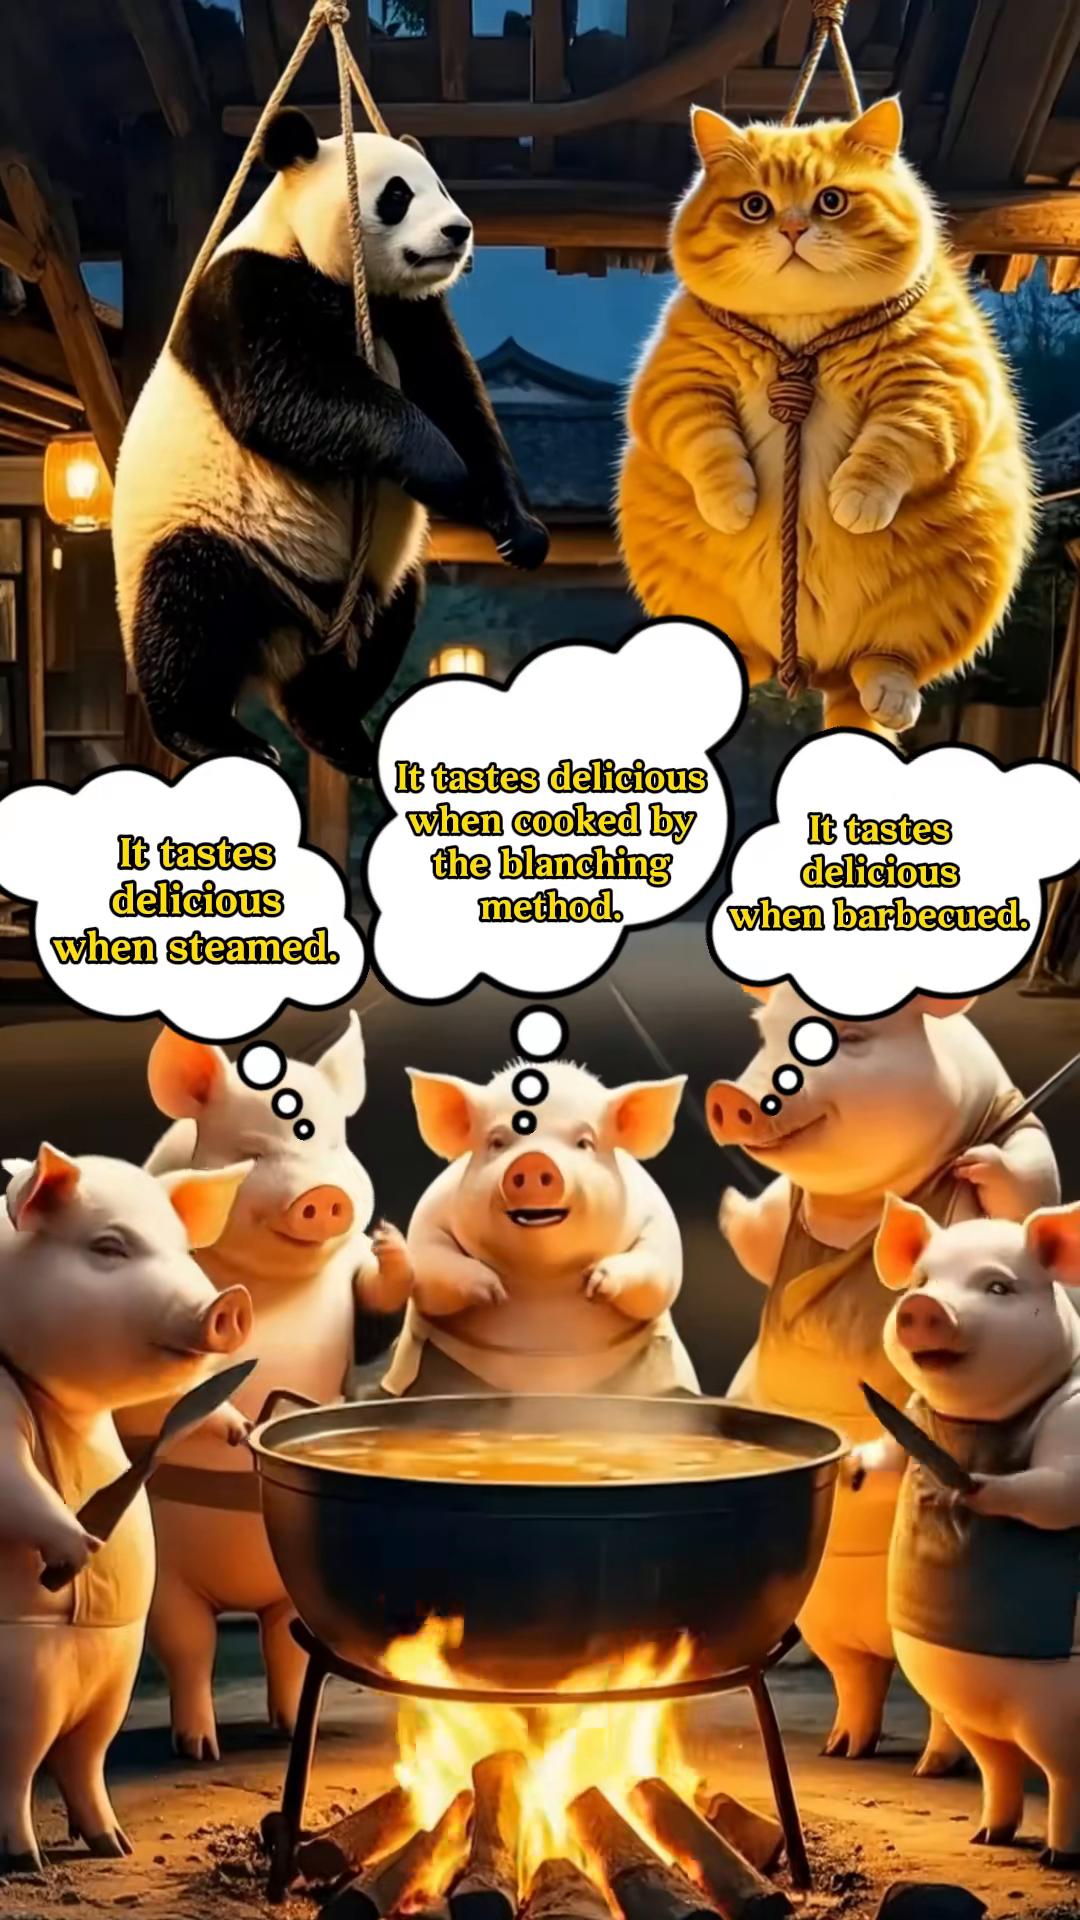 It tastes
delicious
when steamed.
It tastes delicious
when cooked by
the blanching
method.
It tastes
delicious
when barbecued.